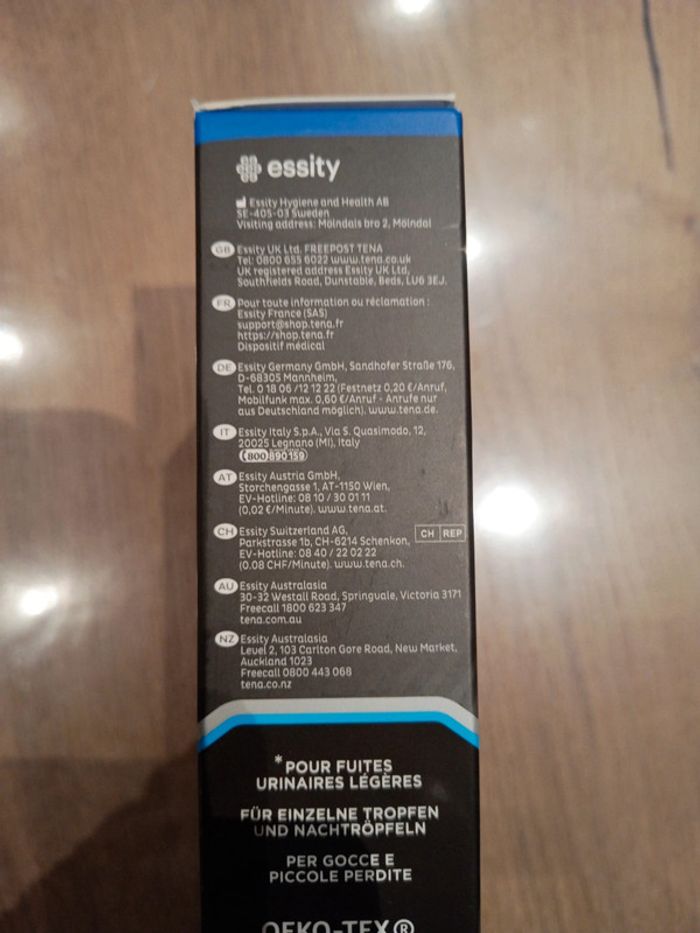 essity
Essity Hygiene and Health AB
SE-405-03 Sweden
Visiting address: Mölndals bro 2, Mölndal
GB
Essity UK Ltd. FREEPOST TENA
Tel: 0800 655 6022 www.tena.co.uk
UK registered address Essity UK Ltd,
Southfields Road, Dunstable, Beds, LU6 3EJ.
FR
Pour toute information ou réclamation :
Essity France (SAS)
support@shop.tena.fr
https://shop.tena.fr
Dispositif médical
DE
Essity Germany GmbH, Sandhofer Straße 176,
D-68305 Mannheim,
Tel. 0 18 06 /12 12 22 (Festnetz 0,20 €/Anruf,
Mobilfunk max. 0,60 €/Anruf - Anrufe nur
aus Deutschland möglich). www.tena.de.
IT
Essity Italy S.p.A., Via S. Quasimodo, 12,
20025 Legnano (MI), Italy
800 890 159
AT
Essity Austria GmbH,
Storchengasse 1, AT-1150 Wien,
EV-Hotline: 08 10 / 30 01 11
(0,02 €/Minute). www.tena.at.
CH
Essity Switzerland AG,
Parkstrasse 1b, CH-6214 Schenkon,
CH REP
EV-Hotline: 08 40 / 22 02 22
(0.08 CHF/Minute). www.tena.ch.
AU
Essity Australasia
30-32 Westall Road, Springvale, Victoria 3171
Freecall 1800 623 347
tena.com.au
NZ
Essity Australasia
Level 2, 103 Carlton Gore Road, New Market,
Auckland 1023
Freecall 0800 443 068
tena.co.nz
*POUR FUITES
URINAIRES LÉGÈRES
FÜR EINZELNE TROPFEN
UND NACHTRÖPFELN
PER GOCCE E
PICCOLE PERDITE
OEKO-TEX®